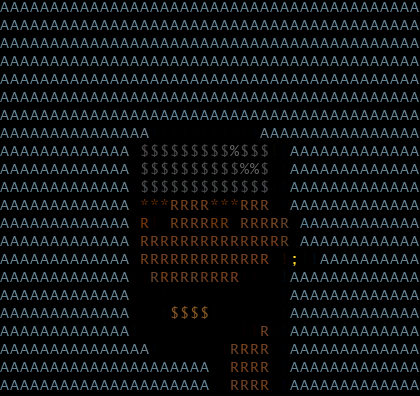 AAAAAAAAAAAAAAAAAAAAAAAAAAAAAAAAAAAAAAAAAA
AAAAAAAAAAAAAAAAAAAAAAAAAAAAAAAAAAAAAAAAAA
AAAAAAAAAAAAAAAAAAAAAAAAAAAAAAAAAAAAAAAAAA
AAAAAAAAAAAAAAAAAAAAAAAAAAAAAAAAAAAAAAAAAA
AAAAAAAAAAAAAAAAAAAAAAAAAAAAAAAAAAAAAAAAAA
AAAAAAAAAAAAAAAAAAAAAAAAAAAAAAAAAAAAAAAAAA
AAAAAAAAAAAAAAAAAAAAAAAAAAAAAAAAAAAAAAAAAA
AAAAAAAAAAAAAAA           AAAAAAAAAAAAAAAA
AAAAAAAAAAAAA $$$$$$$$$%$$$  AAAAAAAAAAAAA
AAAAAAAAAAAAA $$$$$$$$$$%%$  AAAAAAAAAAAAA
AAAAAAAAAAAAA $$$$$$$$$$$$$  AAAAAAAAAAAAA
AAAAAAAAAAAAA ***RRRR***RRR  AAAAAAAAAAAAA
AAAAAAAAAAAAA R  RRRRRR RRRRR AAAAAAAAAAAA
AAAAAAAAAAAAA RRRRRRRRRRRRRRR AAAAAAAAAAAA
AAAAAAAAAAAAA RRRRRRRRRRRRR  ;  AAAAAAAAAA
AAAAAAAAAAAAA  RRRRRRRRR     AAAAAAAAAAAAA
AAAAAAAAAAAAA                AAAAAAAAAAAAA
AAAAAAAAAAAAA    $$$$        AAAAAAAAAAAAA
AAAAAAAAAAAAA             R  AAAAAAAAAAAAA
AAAAAAAAAAAAAAA        RRRR  AAAAAAAAAAAAA
AAAAAAAAAAAAAAAAAAAAA  RRRR  AAAAAAAAAAAAA
AAAAAAAAAAAAAAAAAAAAA  RRRR  AAAAAAAAAAAAA